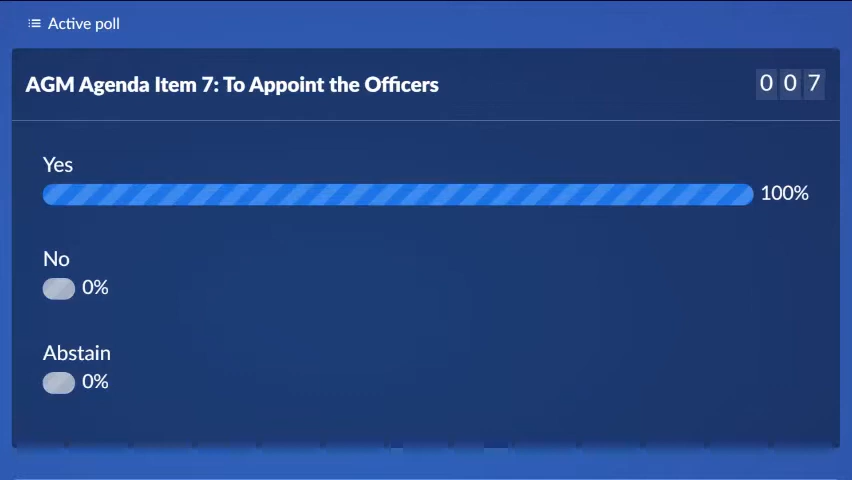 Active poll
AGM Agenda Item 7: To Appoint the Officers
007
Yes
100%
No
0%
Abstain
0%